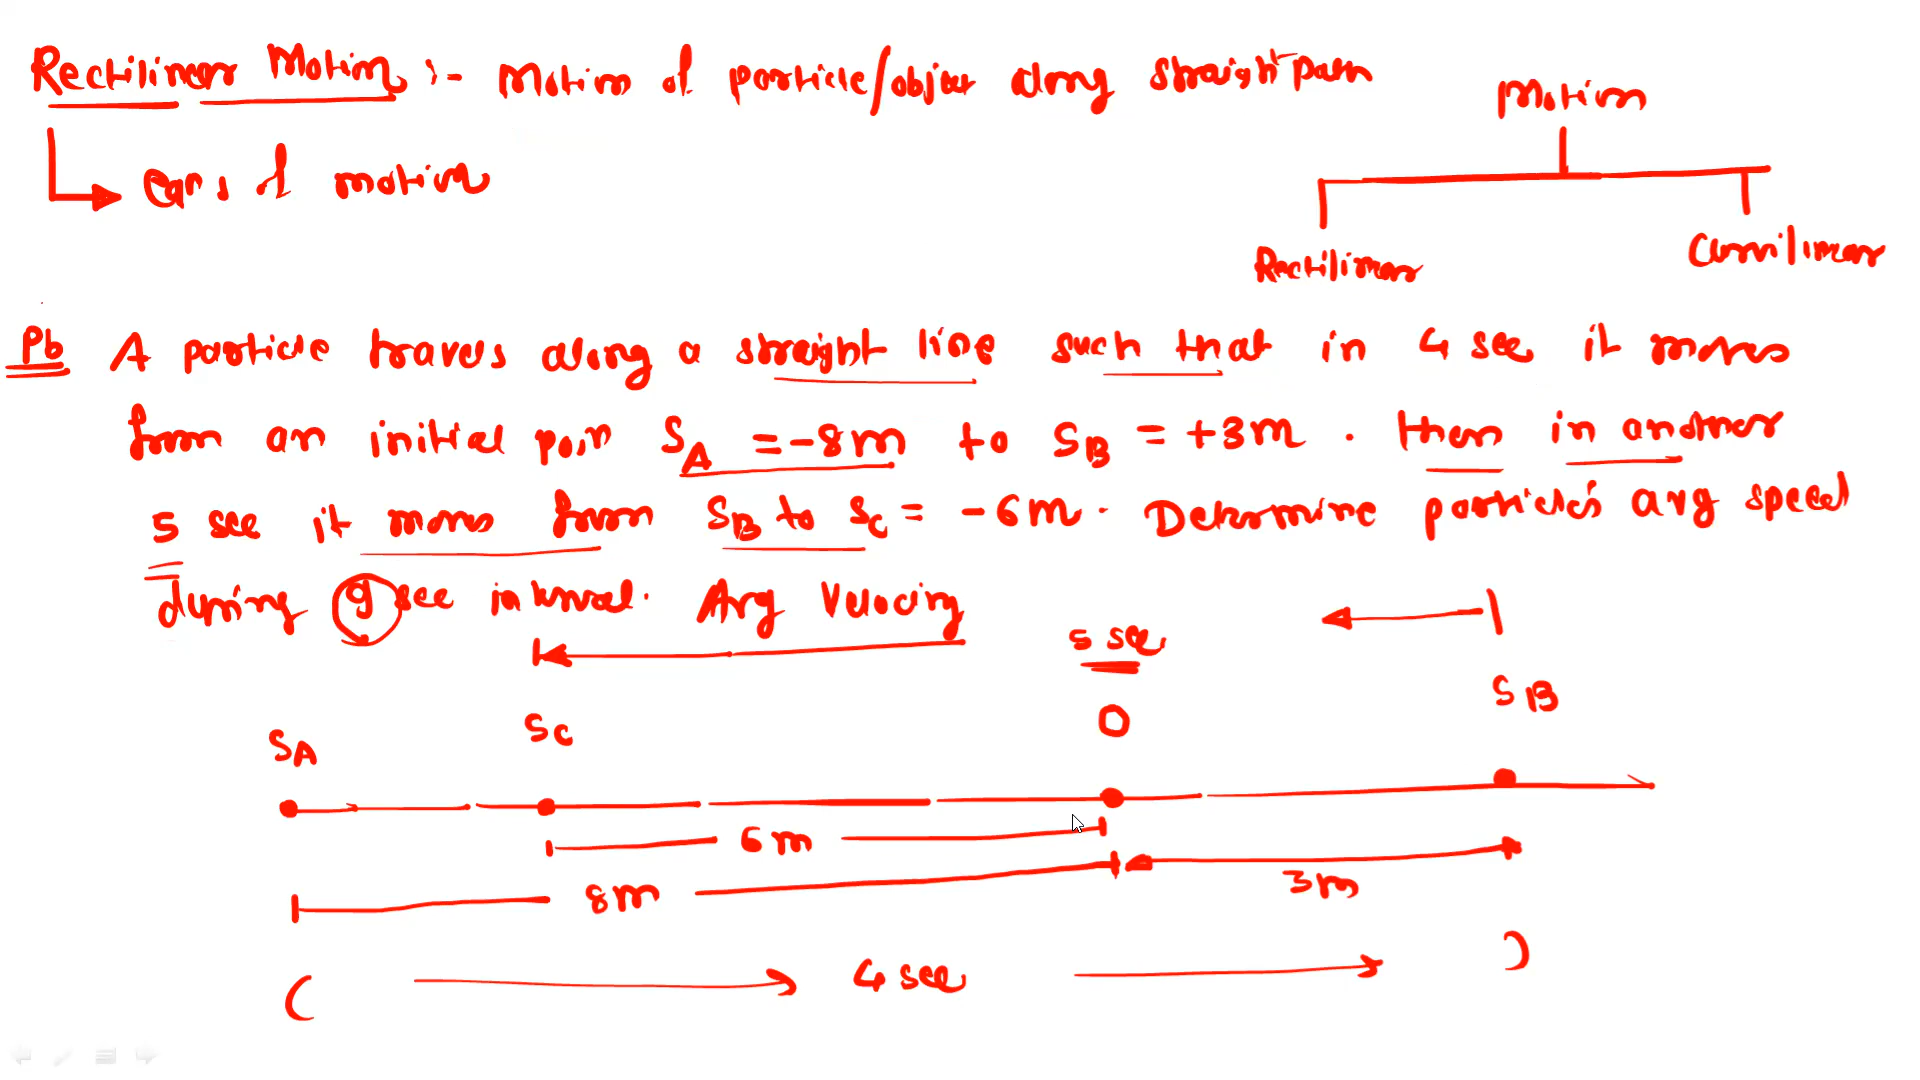 Rectilinear Motion :- Motion of particle/object along straight path
Eqns of motion
Motion
Rectilinear
Curvilinear
Pb A particle travels along a straight line such that in 4 sec it moves
from an initial poin SA = -8m to SB = +3m . then in another
5 sec it moves from SB to SC = -6m . Determine particle's avg speed
during 9 sec interval. Avg Velocity
5 sec
SA SC O SB
6m
8m 3m
( 4 sec )